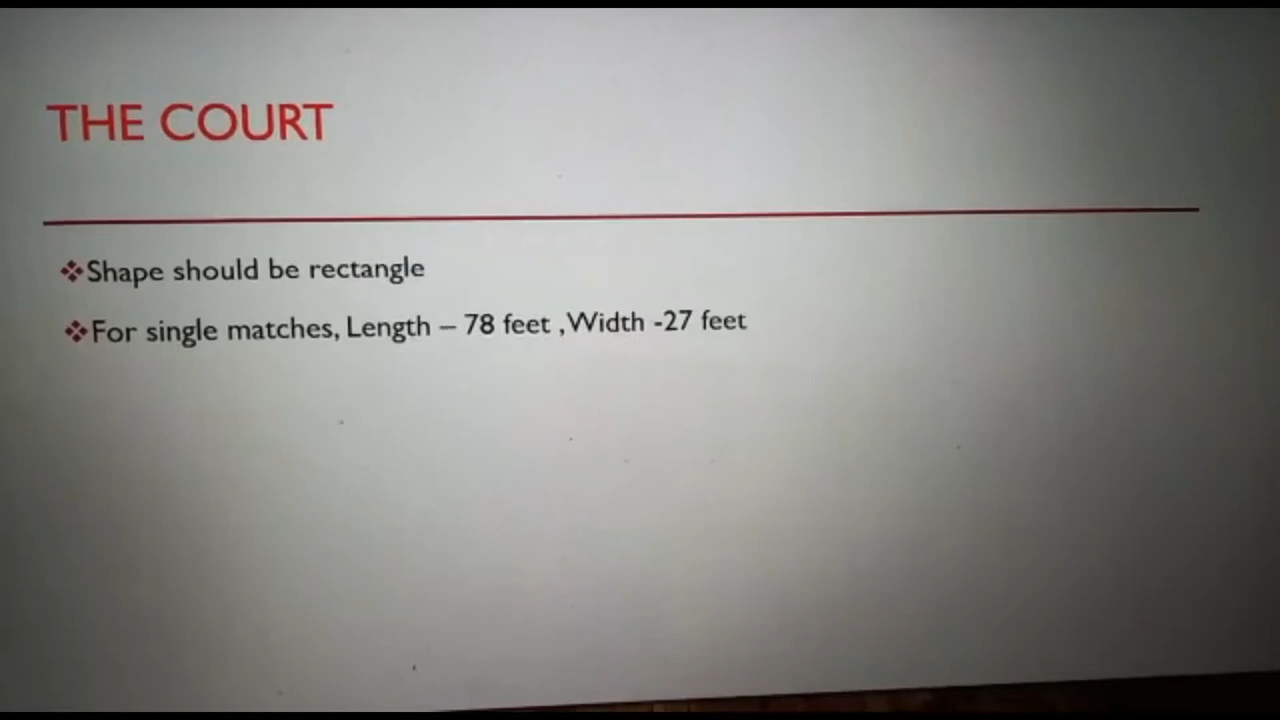 THE COURT
❖Shape should be rectangle
❖For single matches, Length – 78 feet ,Width -27 feet